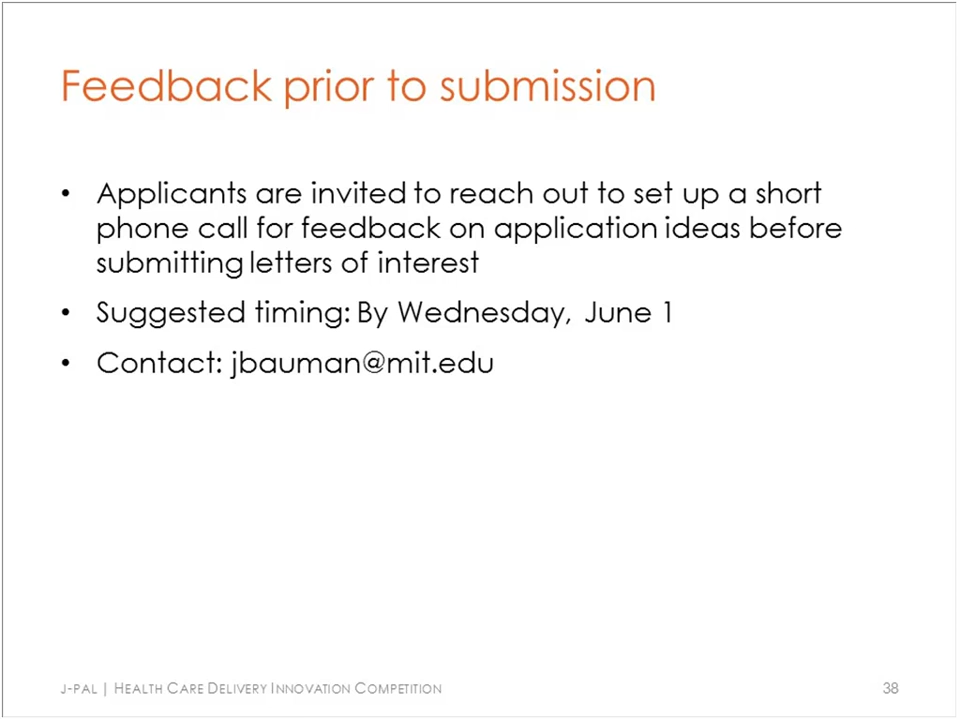 Feedback prior to submission
• Applicants are invited to reach out to set up a short
phone call for feedback on application ideas before
submitting letters of interest
• Suggested timing: By Wednesday, June 1
• Contact: jbauman@mit.edu
J-PAL | HEALTH CARE DELIVERY INNOVATION COMPETITION
38